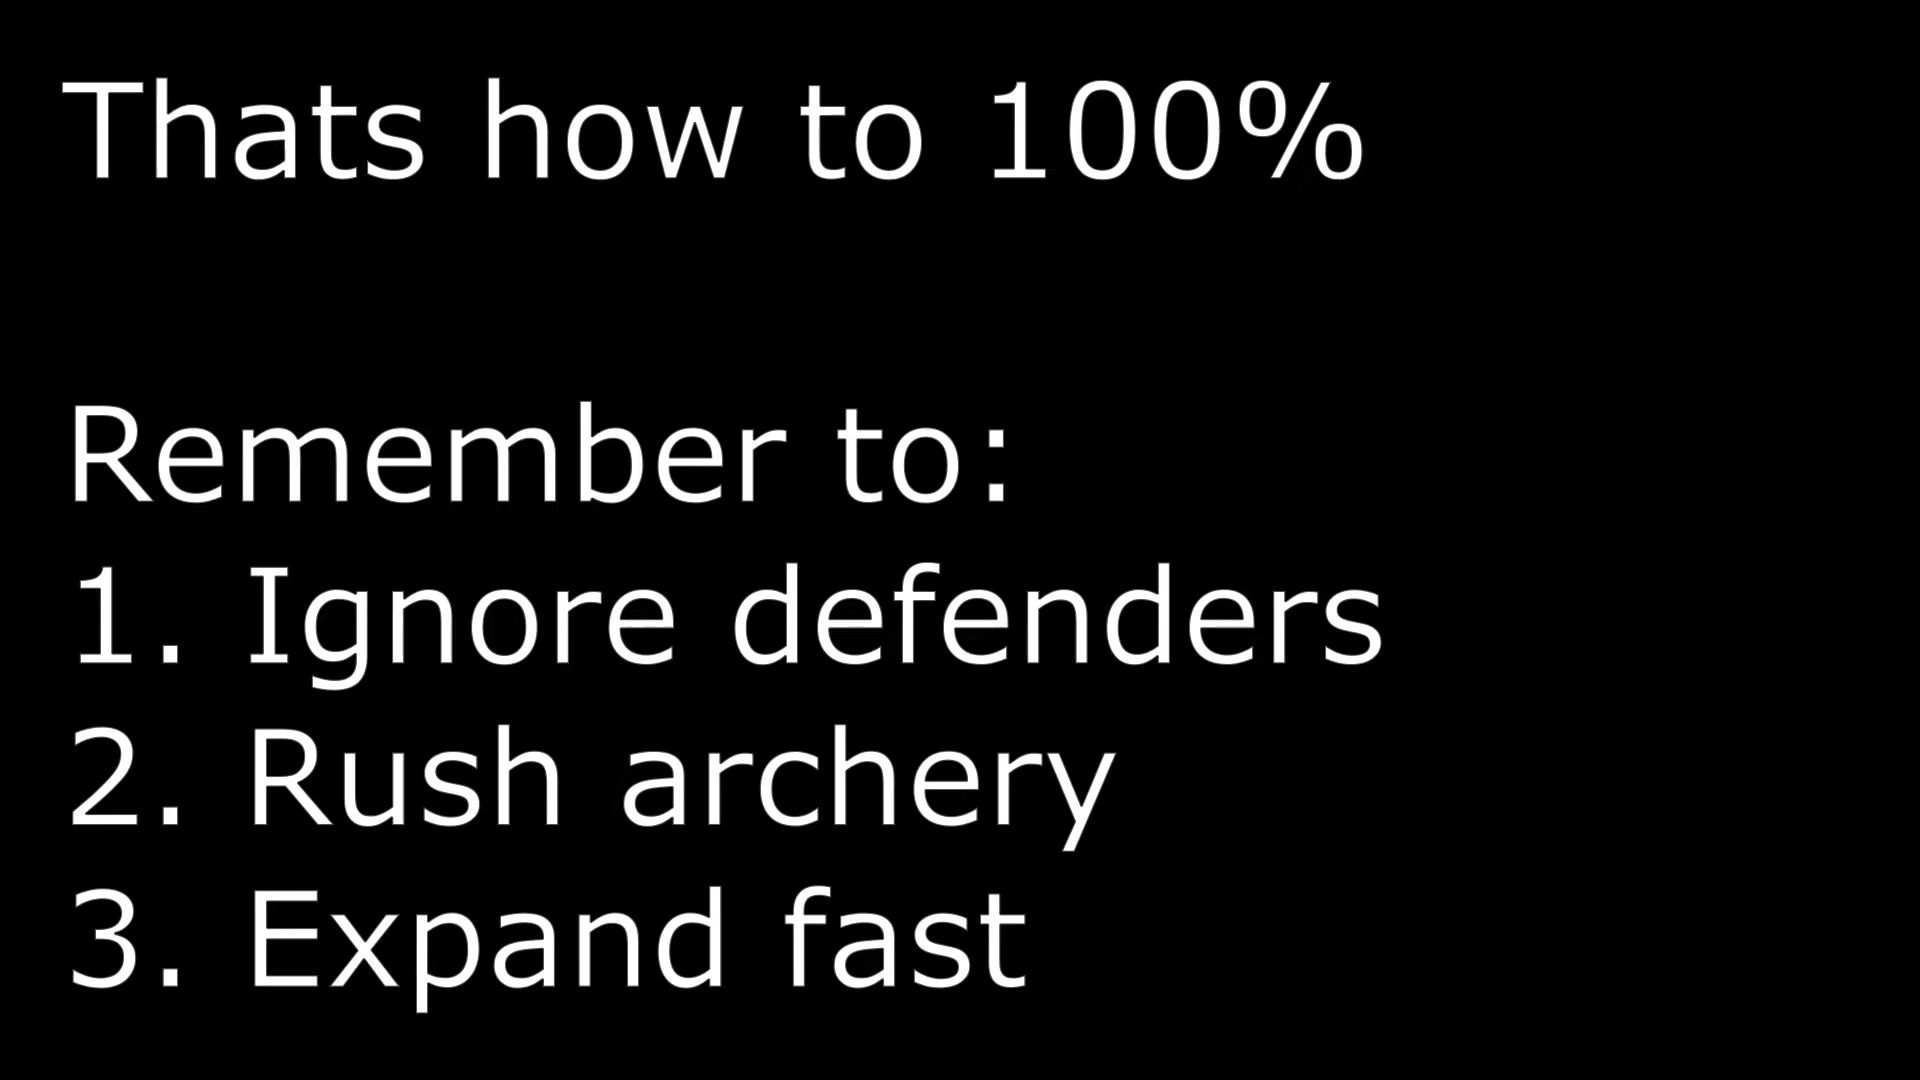 Thats how to 100%
Remember to:
1. Ignore defenders
2. Rush archery
3. Expand fast